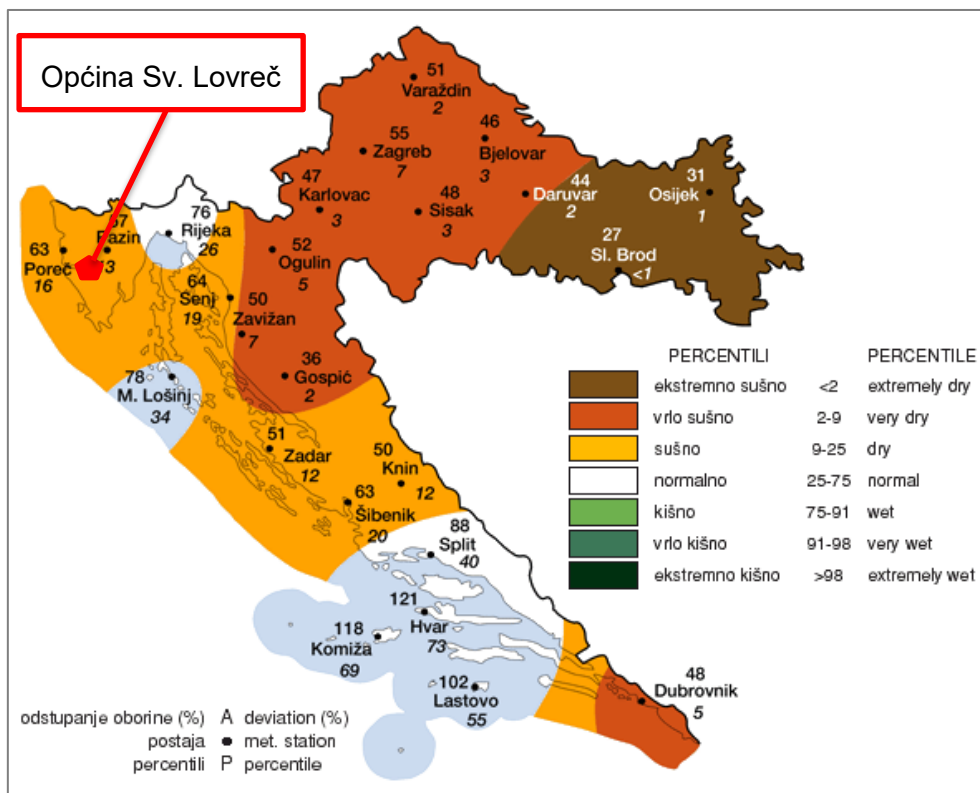 Općina Sv. Lovreč
51
Varaždin
2
55
Zagreb
7
46
Bjelovar
3
47
Karlovac
3
48
Sisak
3
44
Daruvar
2
31
Osijek
1
27
Sl. Brod
<1
76
Rijeka
26
63
Poreč
16
52
Ogulin
5
64
Senj
19
50
Zavižan
7
36
Gospić
2
78
M. Lošinj
34
51
Zadar
12
50
Knin
12
63
Šibenik
20
88
Split
40
121
Hvar
73
118
Komiža
69
102
Lastovo
55
48
Dubrovnik
5
PERCENTILI PERCENTILE
ekstremno sušno <2 extremely dry
vrlo sušno 2-9 very dry
sušno 9-25 dry
normalno 25-75 normal
kišno 75-91 wet
vrlo kišno 91-98 very wet
ekstremno kišno >98 extremely wet
odstupanje oborine (%) A deviation (%)
postaja met. station
percentili P percentile